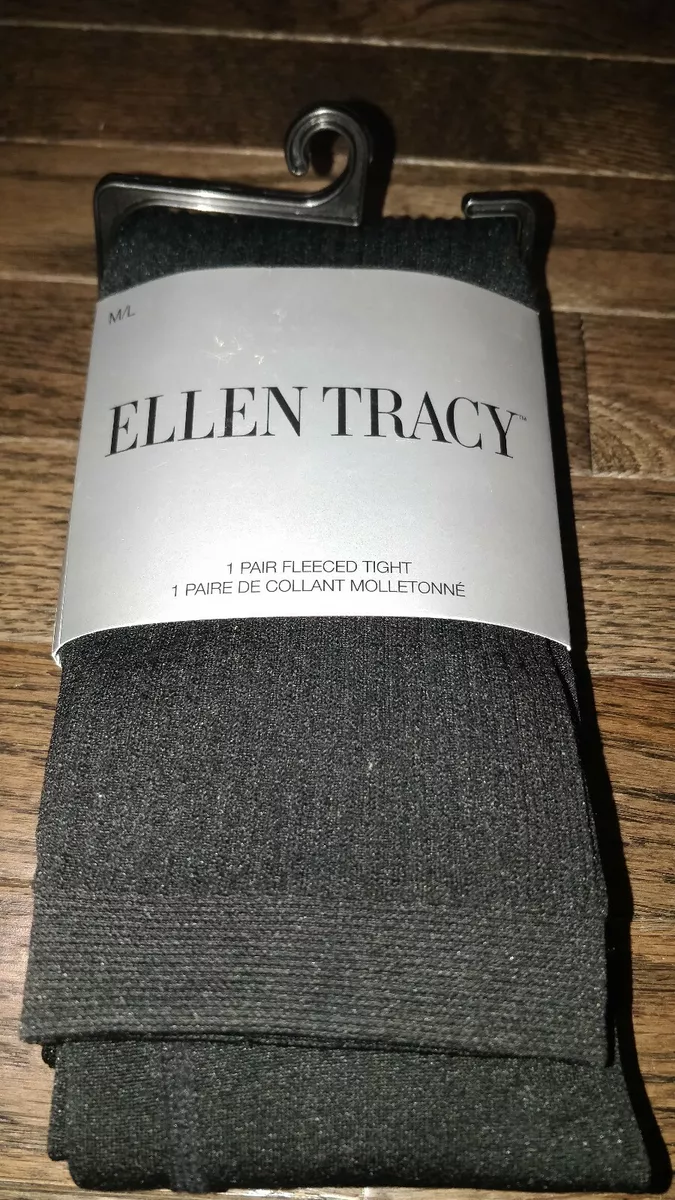 M/L
ELLEN TRACY™
1 PAIR FLEECED TIGHT
1 PAIRE DE COLLANT MOLLETONNÉ